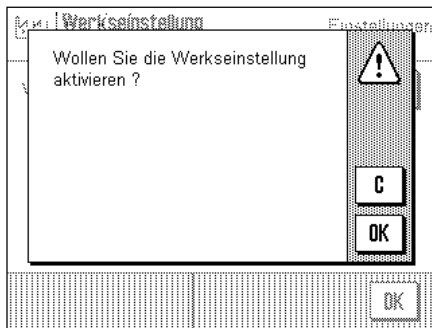 Werkseinstellung
Einstellungen
Wollen Sie die Werkseinstellung
aktivieren ?
C
OK
OK